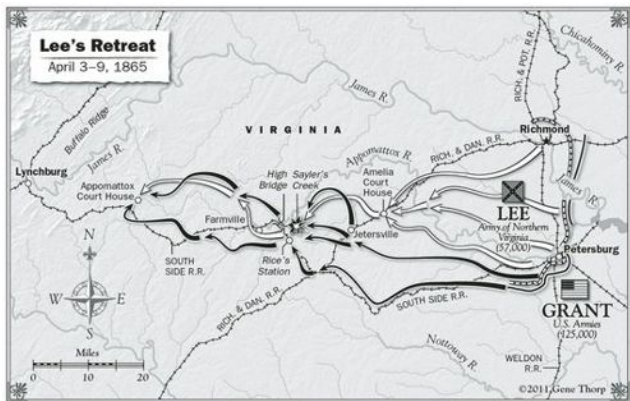 Lee's Retreat
April 3–9, 1865
Chicahominy R.
RICH. & POT. R.R.
James R.
Buffalo Ridge
VIRGINIA
Richmond
James R.
Lynchburg
Appomattox R.
RICH. & DAN. R.R.
James R.
Appomattox
Court House
High
Bridge
Sayler's
Creek
Amelia
Court
House
LEE
Army of Northern
Virginia
(57,000)
Farmville
Jetersville
Petersburg
N
W E
S
SOUTH
SIDE R.R.
Rice's
Station
SOUTH SIDE R.R.
GRANT
U.S. Armies
(125,000)
RICH. & DAN. R.R.
Nottoway R.
Miles
0 10 20
WELDON
R.R.
©2011 Gene Thorp